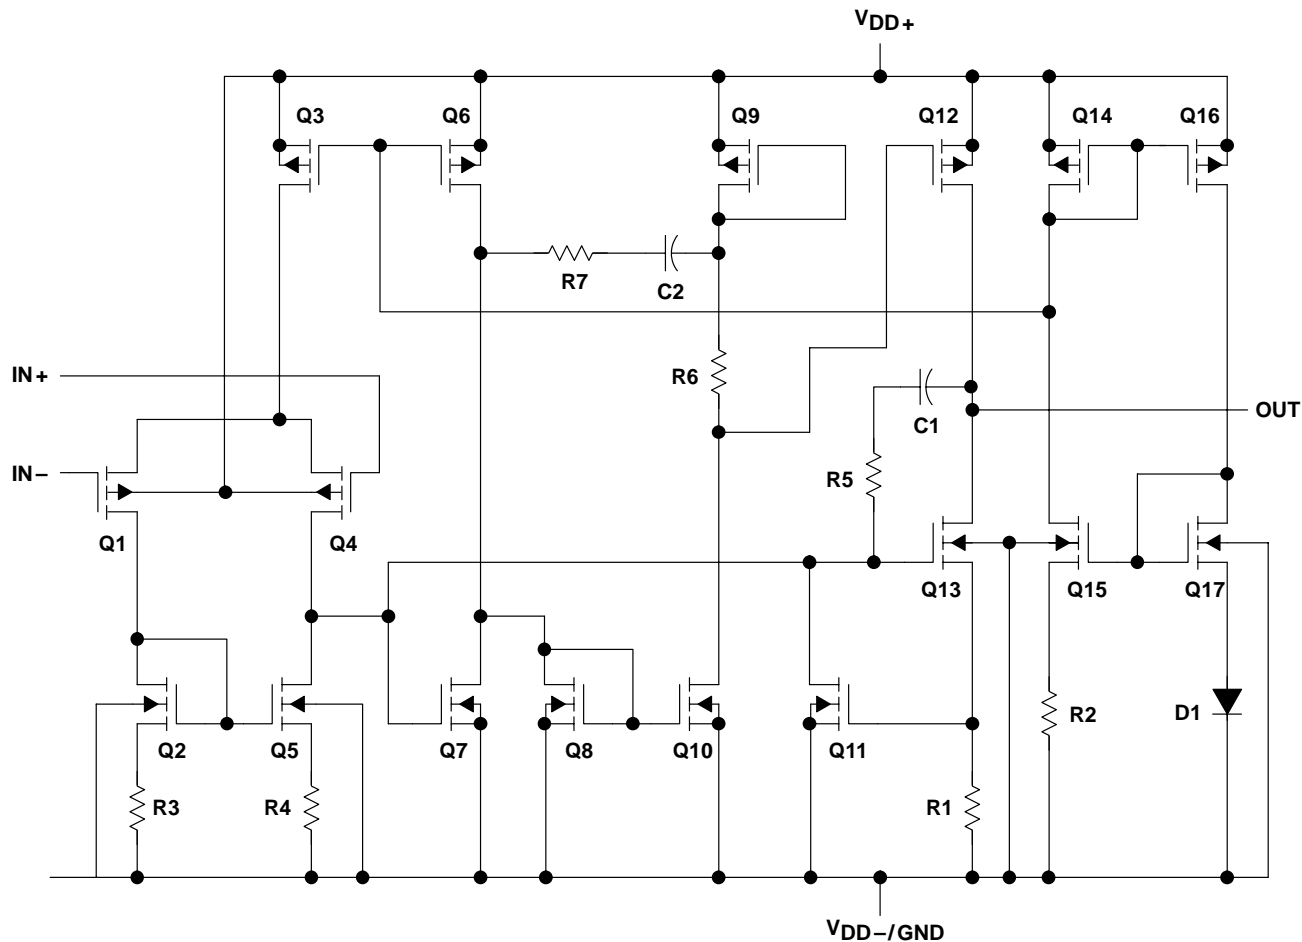 VDD+
Q3
Q6
Q9
Q12
Q14
Q16
R7
C2
IN+
R6
C1
OUT
IN−
R5
Q1
Q4
Q13
Q15
Q17
Q2
Q5
Q7
Q8
Q10
Q11
R2
D1
R3
R4
R1
VDD−/GND